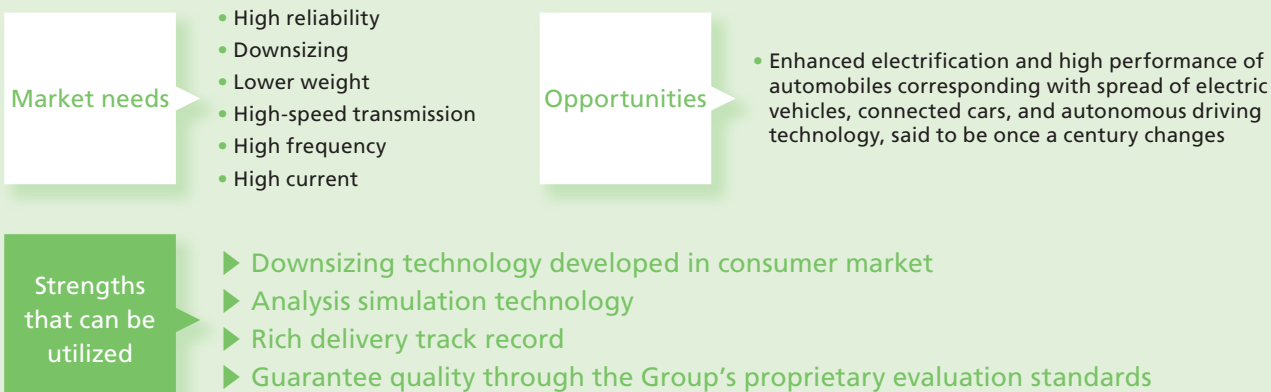 Market needs
• High reliability
• Downsizing
• Lower weight
• High-speed transmission
• High frequency
• High current
Opportunities
• Enhanced electrification and high performance of
automobiles corresponding with spread of electric
vehicles, connected cars, and autonomous driving
technology, said to be once a century changes
Strengths
that can be
utilized
▶ Downsizing technology developed in consumer market
▶ Analysis simulation technology
▶ Rich delivery track record
▶ Guarantee quality through the Group's proprietary evaluation standards